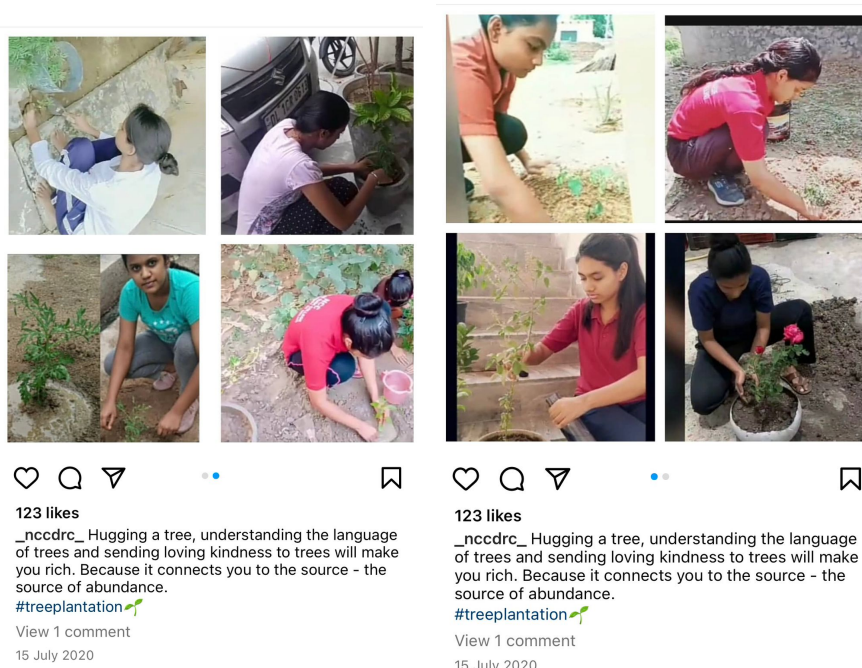 123 likes
_nccdrc_ Hugging a tree, understanding the language
of trees and sending loving kindness to trees will make
you rich. Because it connects you to the source - the
source of abundance.
#treeplantation🌱
View 1 comment
15 July 2020
123 likes
_nccdrc_ Hugging a tree, understanding the language
of trees and sending loving kindness to trees will make
you rich. Because it connects you to the source - the
source of abundance.
#treeplantation🌱
View 1 comment
15 July 2020